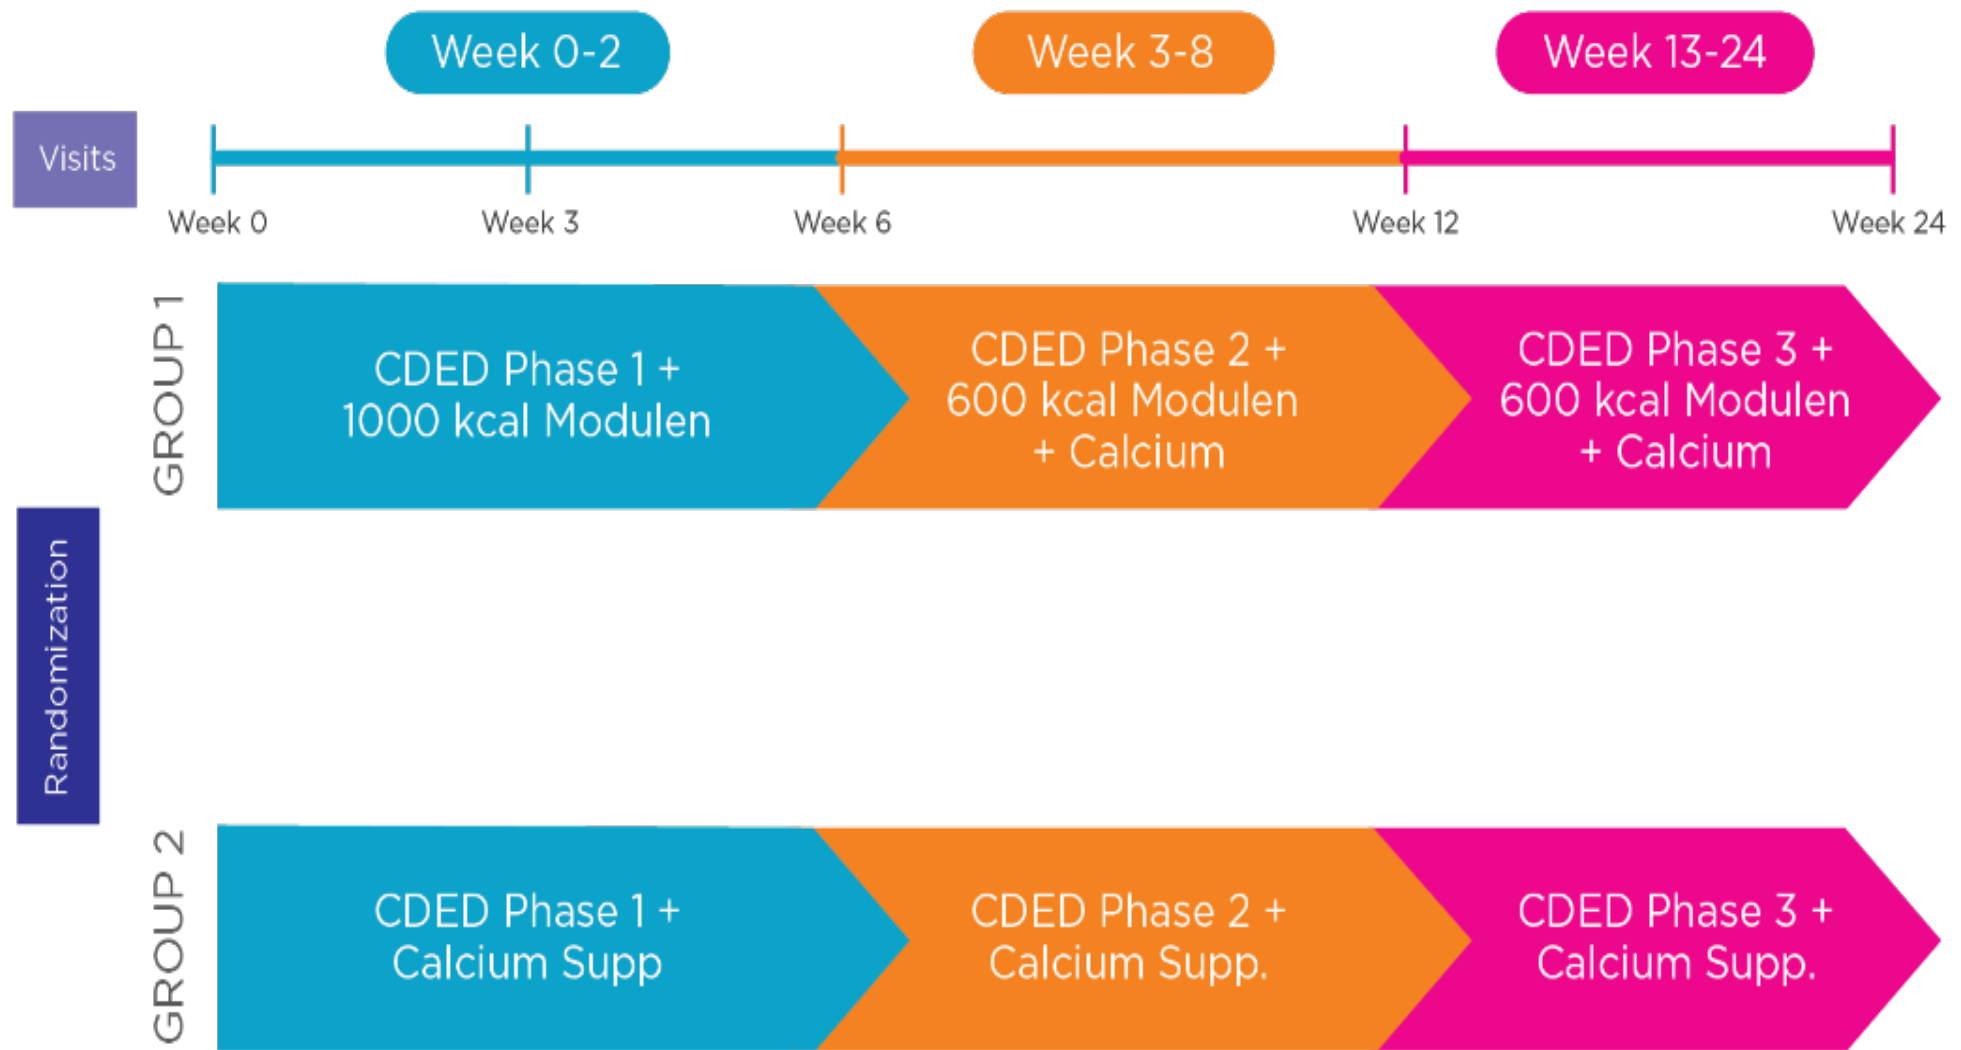 Week 0-2
Week 3-8
Week 13-24
Visits
Week 0
Week 3
Week 6
Week 12
Week 24
GROUP 1
CDED Phase 1 +
1000 kcal Modulen
CDED Phase 2 +
600 kcal Modulen
+ Calcium
CDED Phase 3 +
600 kcal Modulen
+ Calcium
Randomization
GROUP 2
CDED Phase 1 +
Calcium Supp
CDED Phase 2 +
Calcium Supp.
CDED Phase 3 +
Calcium Supp.